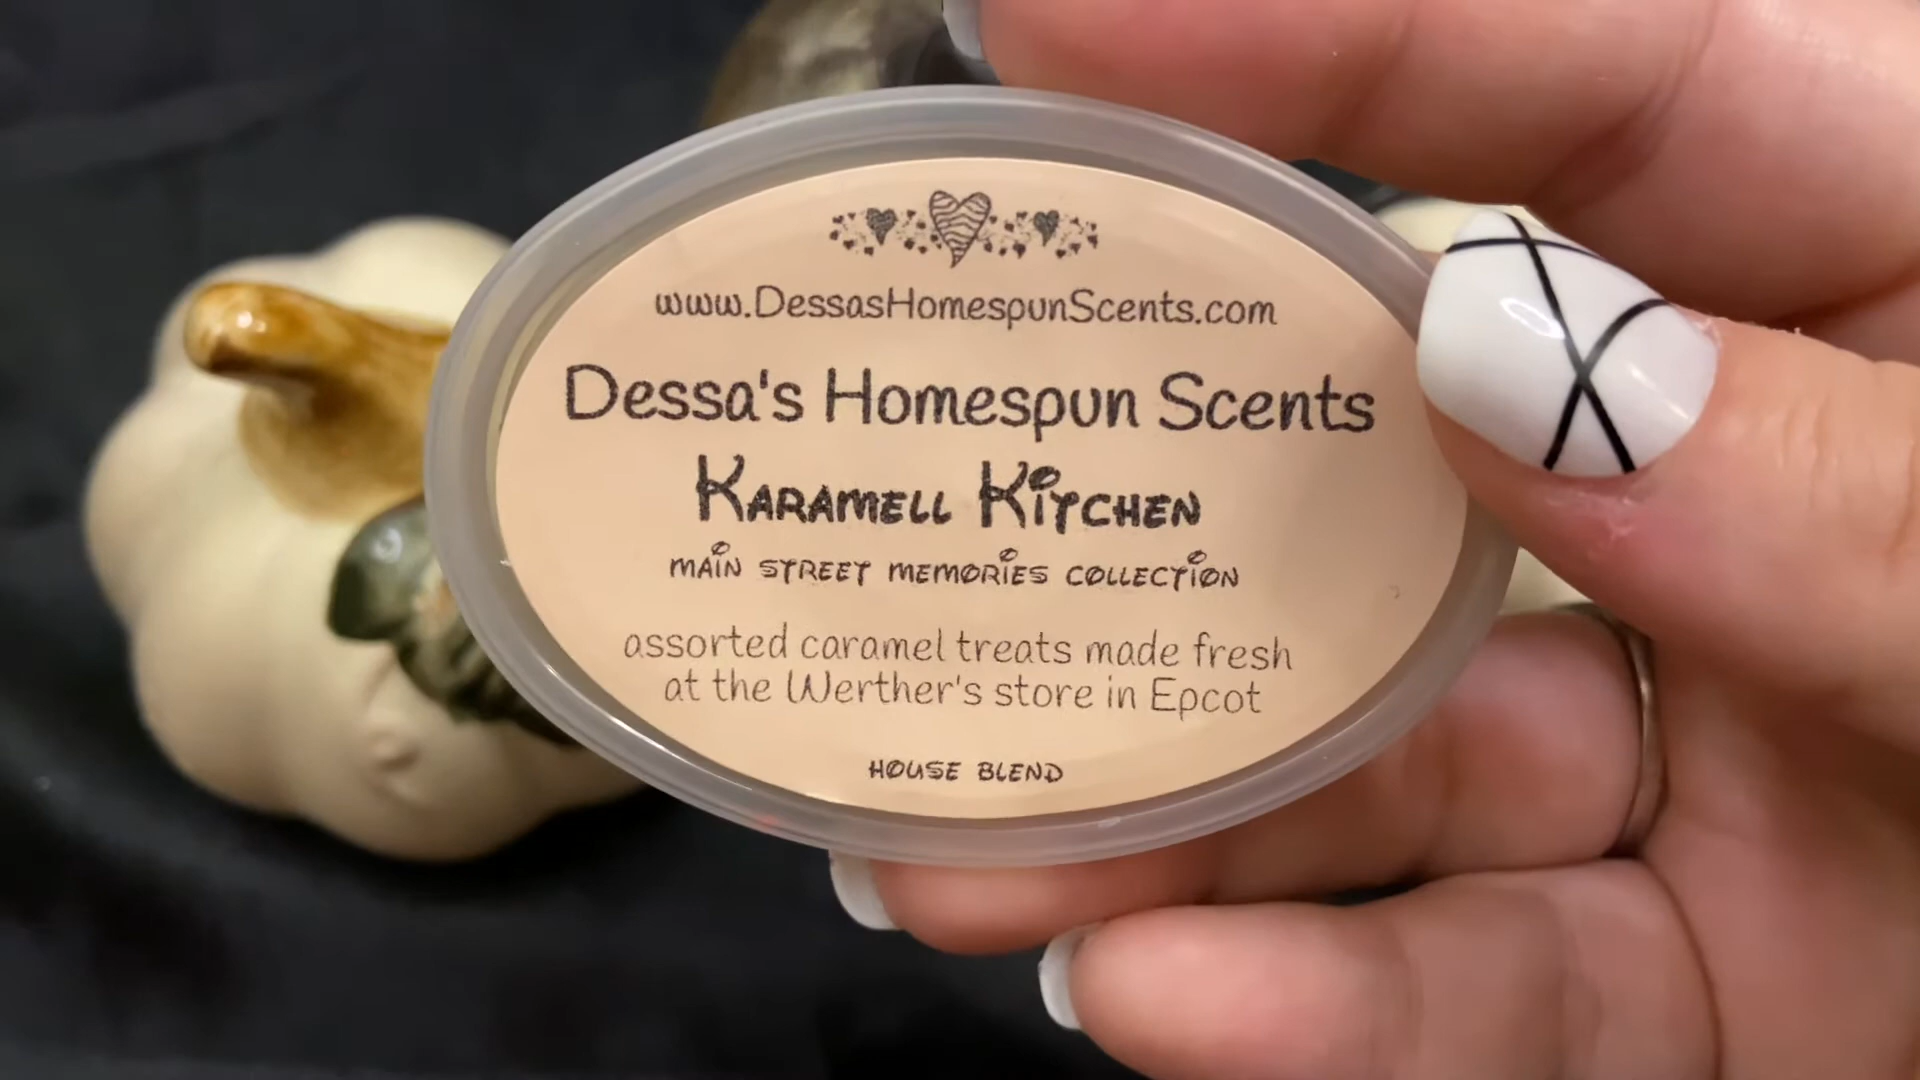 www.DessasHomespunScents.com
Dessa's Homespun Scents
KARAMELL KITCHEN
MAIN STREET MEMORIES COLLECTION
assorted caramel treats made fresh
at the Werther's store in Epcot
HOUSE BLEND